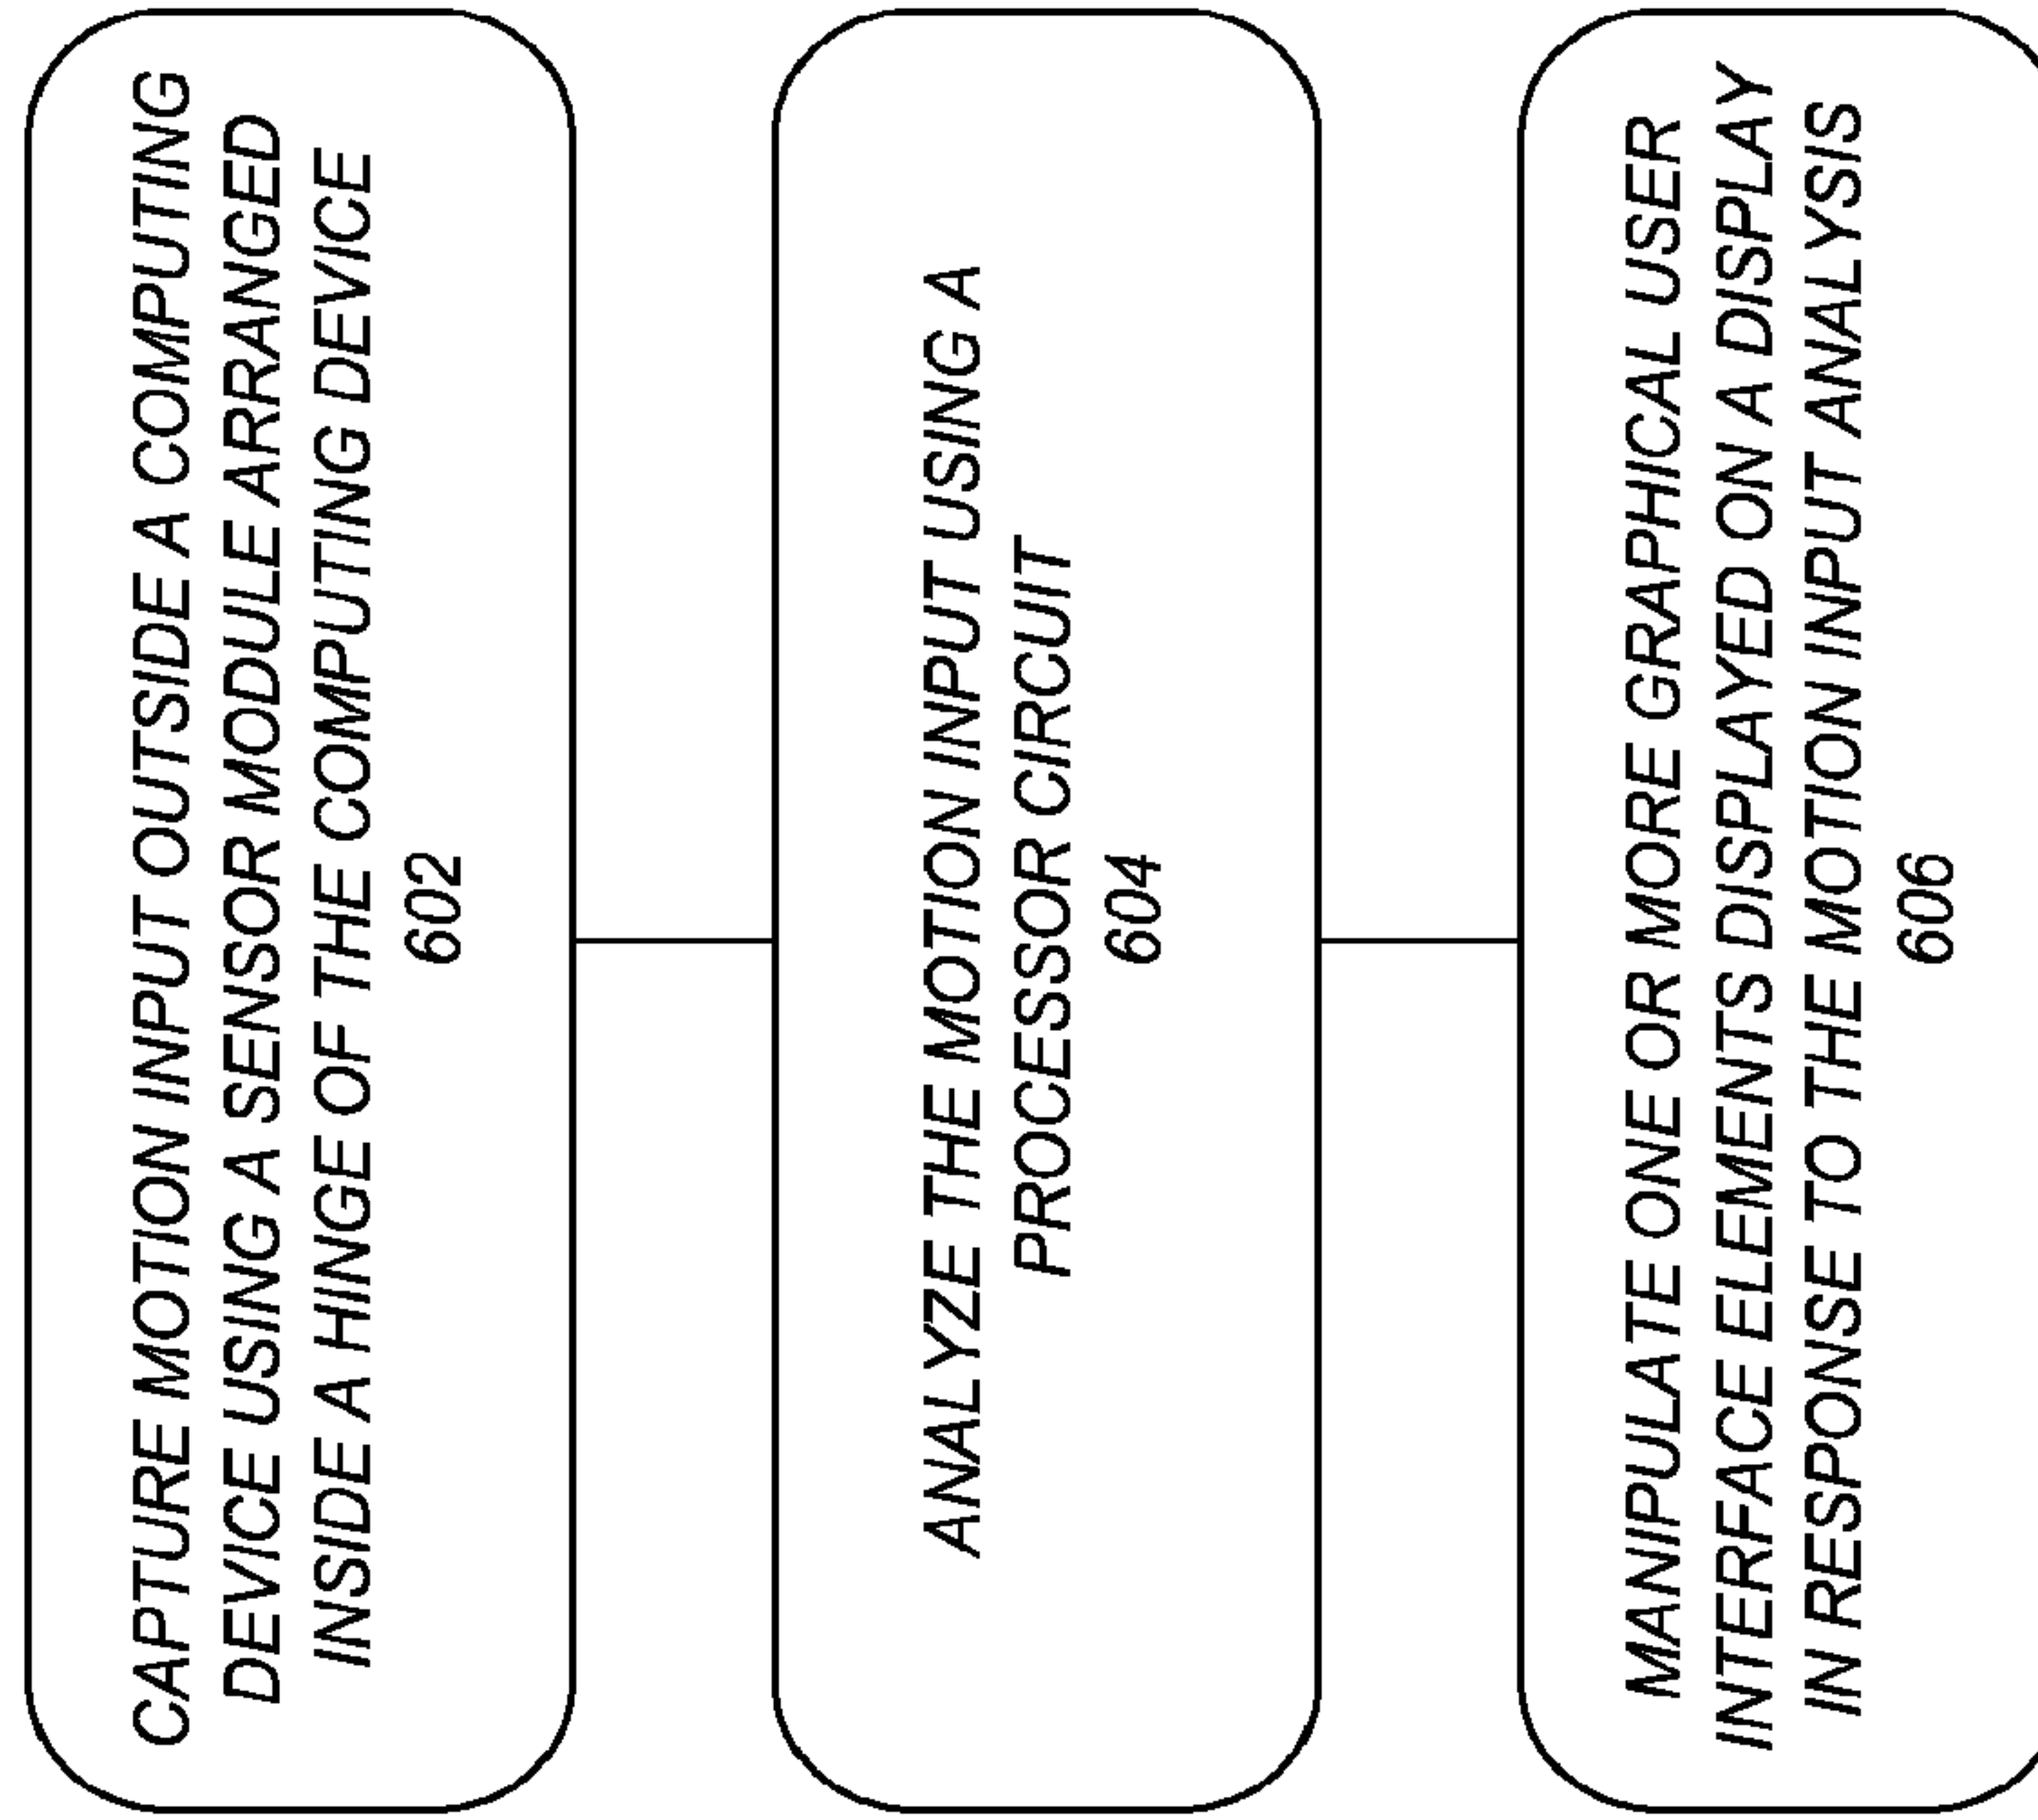 CAPTURE MOTION INPUT OUTSIDE A COMPUTING
DEVICE USING A SENSOR MODULE ARRANGED
INSIDE A HINGE OF THE COMPUTING DEVICE
602
ANALYZE THE MOTION INPUT USING A
PROCESSOR CIRCUIT
604
MANIPULATE ONE OR MORE GRAPHICAL USER
INTERFACE ELEMENTS DISPLAYED ON A DISPLAY
IN RESPONSE TO THE MOTION INPUT ANALYSIS
606